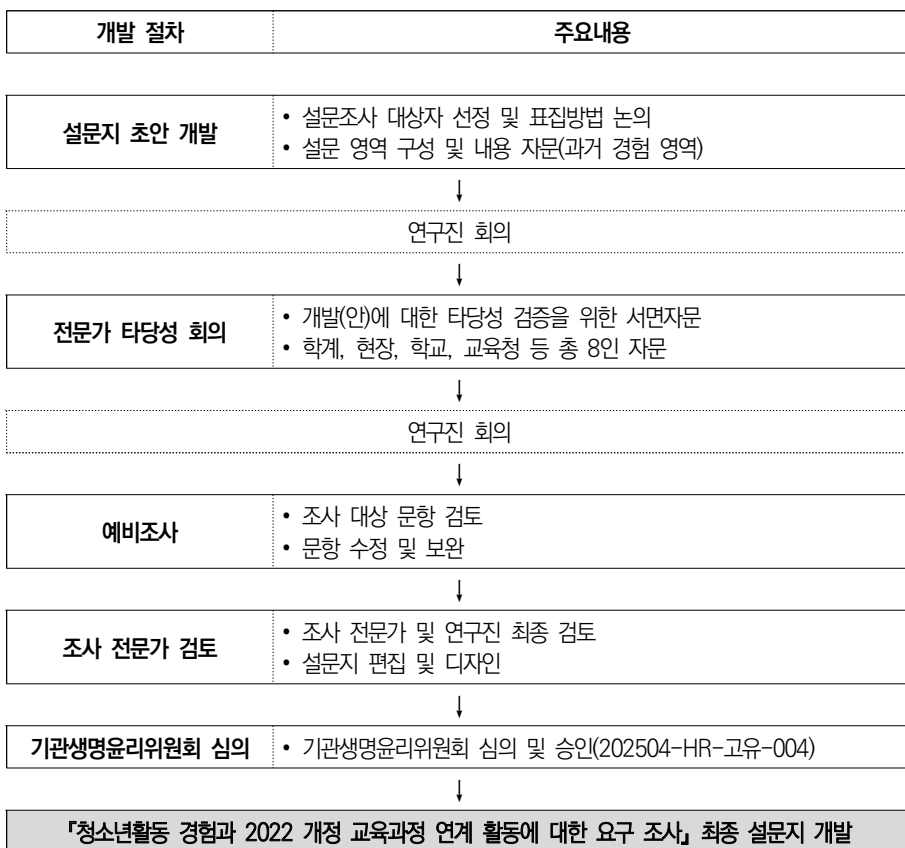 개발 절차 주요내용
설문지 초안 개발
• 설문조사 대상자 선정 및 표집방법 논의
• 설문 영역 구성 및 내용 자문(과거 경험 영역)
↓
연구진 회의
↓
전문가 타당성 회의
• 개발(안)에 대한 타당성 검증을 위한 서면자문
• 학계, 현장, 학교, 교육청 등 총 8인 자문
↓
연구진 회의
↓
예비조사
• 조사 대상 문항 검토
• 문항 수정 및 보완
↓
조사 전문가 검토
• 조사 전문가 및 연구진 최종 검토
• 설문지 편집 및 디자인
↓
기관생명윤리위원회 심의 • 기관생명윤리위원회 심의 및 승인(202504-HR-고유-004)
↓
『청소년활동 경험과 2022 개정 교육과정 연계 활동에 대한 요구 조사』 최종 설문지 개발